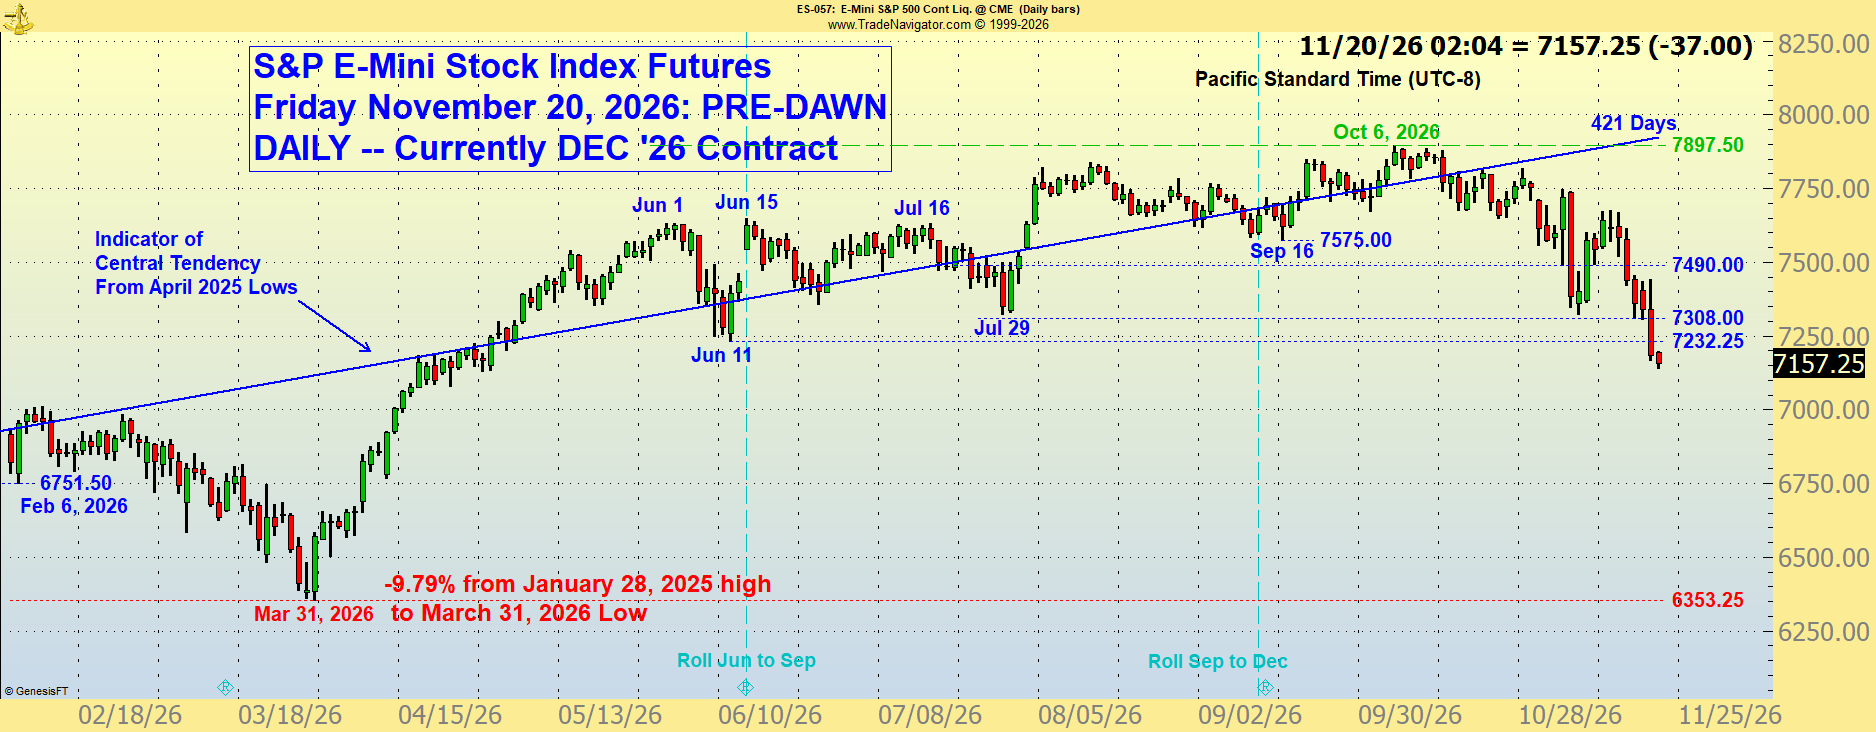 ES-057: E-Mini S&P 500 Cont Liq. @ CME (Daily bars)
www.TradeNavigator.com © 1999-2026
11/20/26 02:04 = 7157.25 (-37.00)
Pacific Standard Time (UTC-8)
S&P E-Mini Stock Index Futures
Friday November 20, 2026: PRE-DAWN
DAILY -- Currently DEC '26 Contract
Oct 6, 2026
421 Days
7897.50
Jun 1
Jun 15
Jul 16
Indicator of
Central Tendency
From April 2025 Lows
7575.00
Sep 16
7490.00
Jul 29
7308.00
7232.25
Jun 11
7157.25
6751.50
Feb 6, 2026
-9.79% from January 28, 2025 high
to March 31, 2026 Low
Mar 31, 2026
6353.25
Roll Jun to Sep
Roll Sep to Dec
R
R
R
© GenesisFT
8250.00
8000.00
7750.00
7500.00
7250.00
7000.00
6750.00
6500.00
6250.00
02/18/26 03/18/26 04/15/26 05/13/26 06/10/26 07/08/26 08/05/26 09/02/26 09/30/26 10/28/26 11/25/26